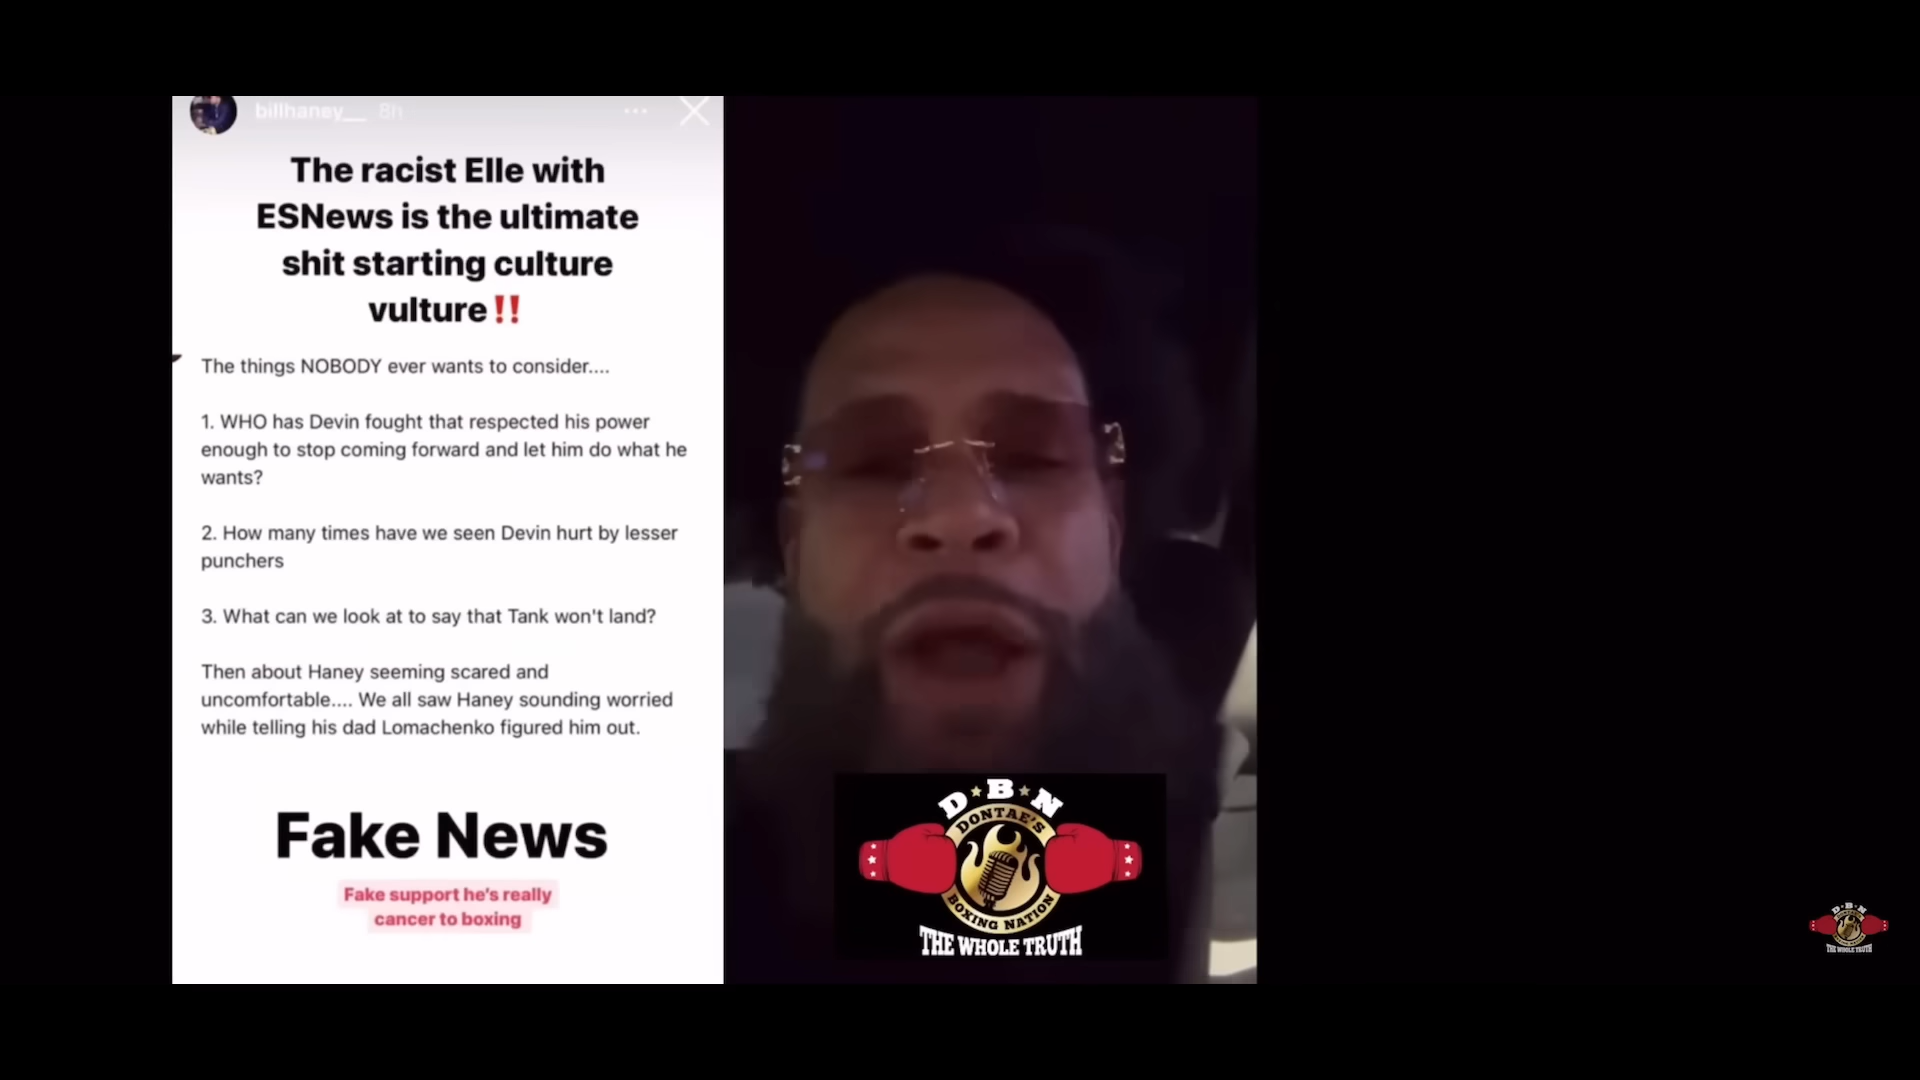 billhaney__ 8h
The racist Elle with
ESNews is the ultimate
shit starting culture
vulture‼️
The things NOBODY ever wants to consider....
1. WHO has Devin fought that respected his power
enough to stop coming forward and let him do what he
wants?
2. How many times have we seen Devin hurt by lesser
punchers
3. What can we look at to say that Tank won't land?
Then about Haney seeming scared and
uncomfortable.... We all saw Haney sounding worried
while telling his dad Lomachenko figured him out.
Fake News
Fake support he's really
cancer to boxing
D★B★N
DONTAE'S
BOXING NATION
THE WHOLE TRUTH
D★B★N
THE WHOLE TRUTH